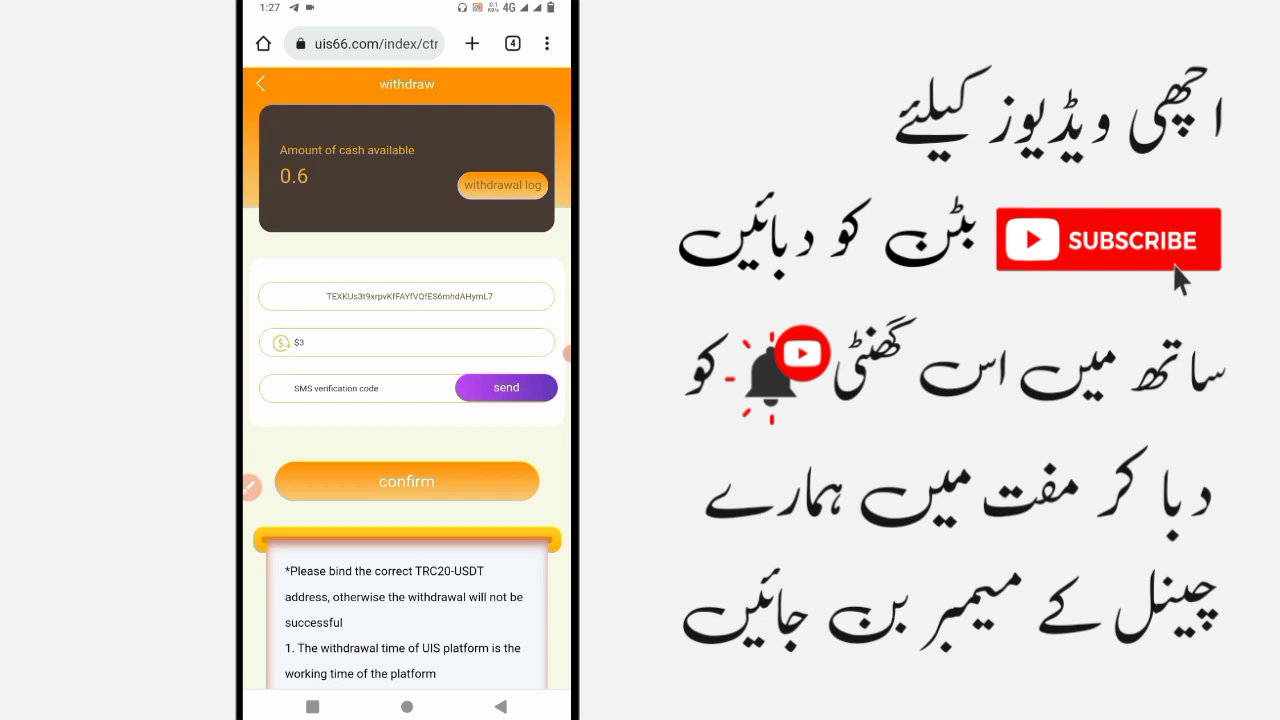 1:27
0.1
KB/s
4G
uis66.com/index/ctr
4
withdraw
Amount of cash available
0.6
withdrawal log
TEXKUs3t9xrpvKfFAYfVQfES6mhdAHymL7
$3
SMS verification code
send
confirm
*Please bind the correct TRC20-USDT
address, otherwise the withdrawal will not be
successful
1. The withdrawal time of UIS platform is the
working time of the platform
اچھی ویڈیوز کیلئے
SUBSCRIBE بٹن کو دبائیں
ساتھ میں اس گھنٹی کو
دبا کر مفت میں ہمارے
چینل کے میمبر بن جائیں